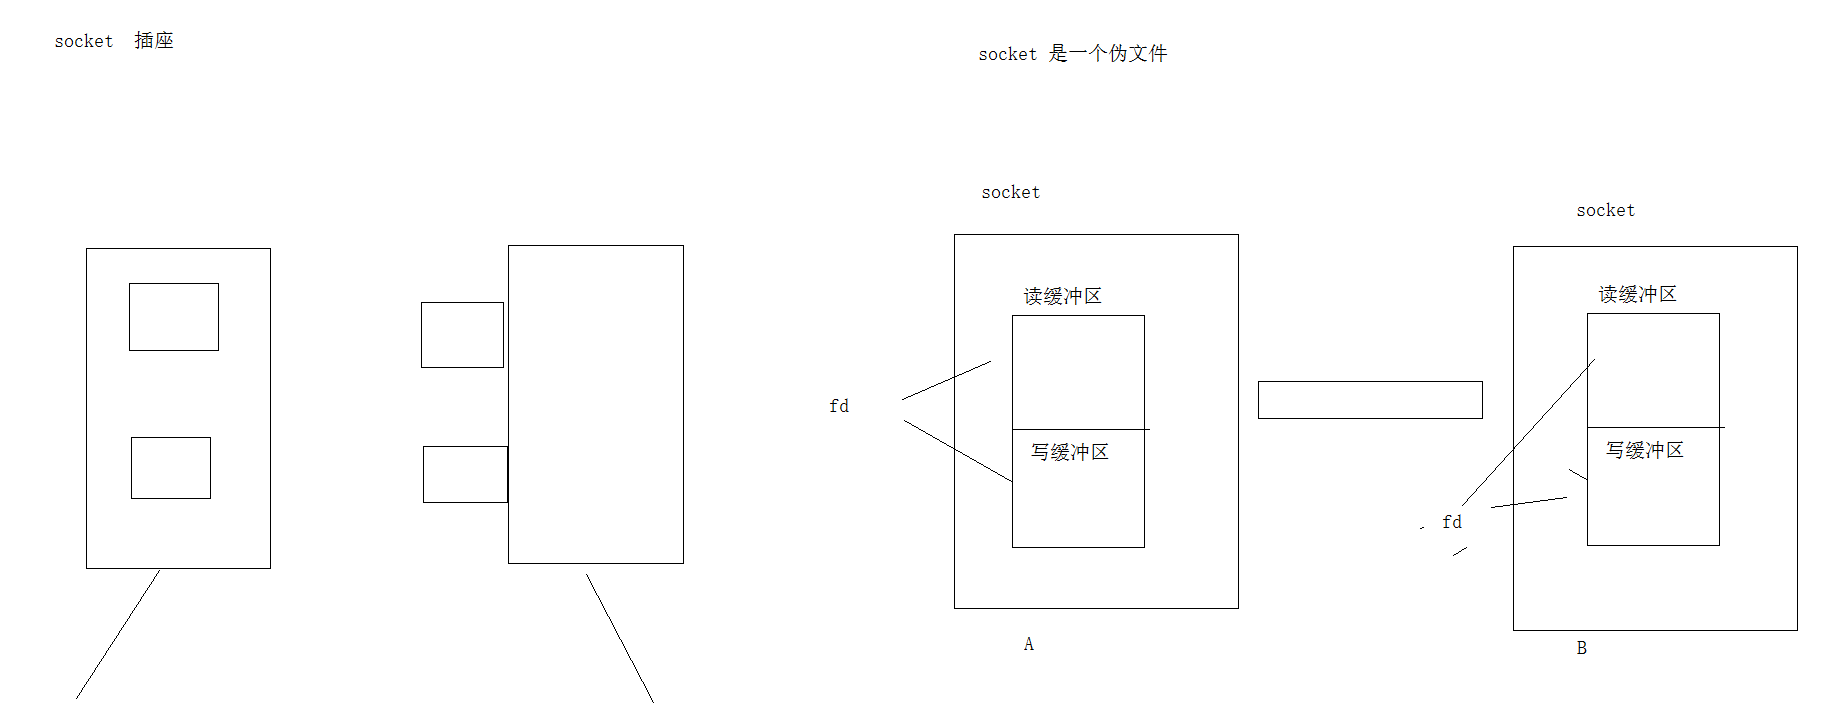 socket 插座
socket 是一个伪文件
socket
socket
读缓冲区
读缓冲区
fd
写缓冲区
写缓冲区
fd
A
B